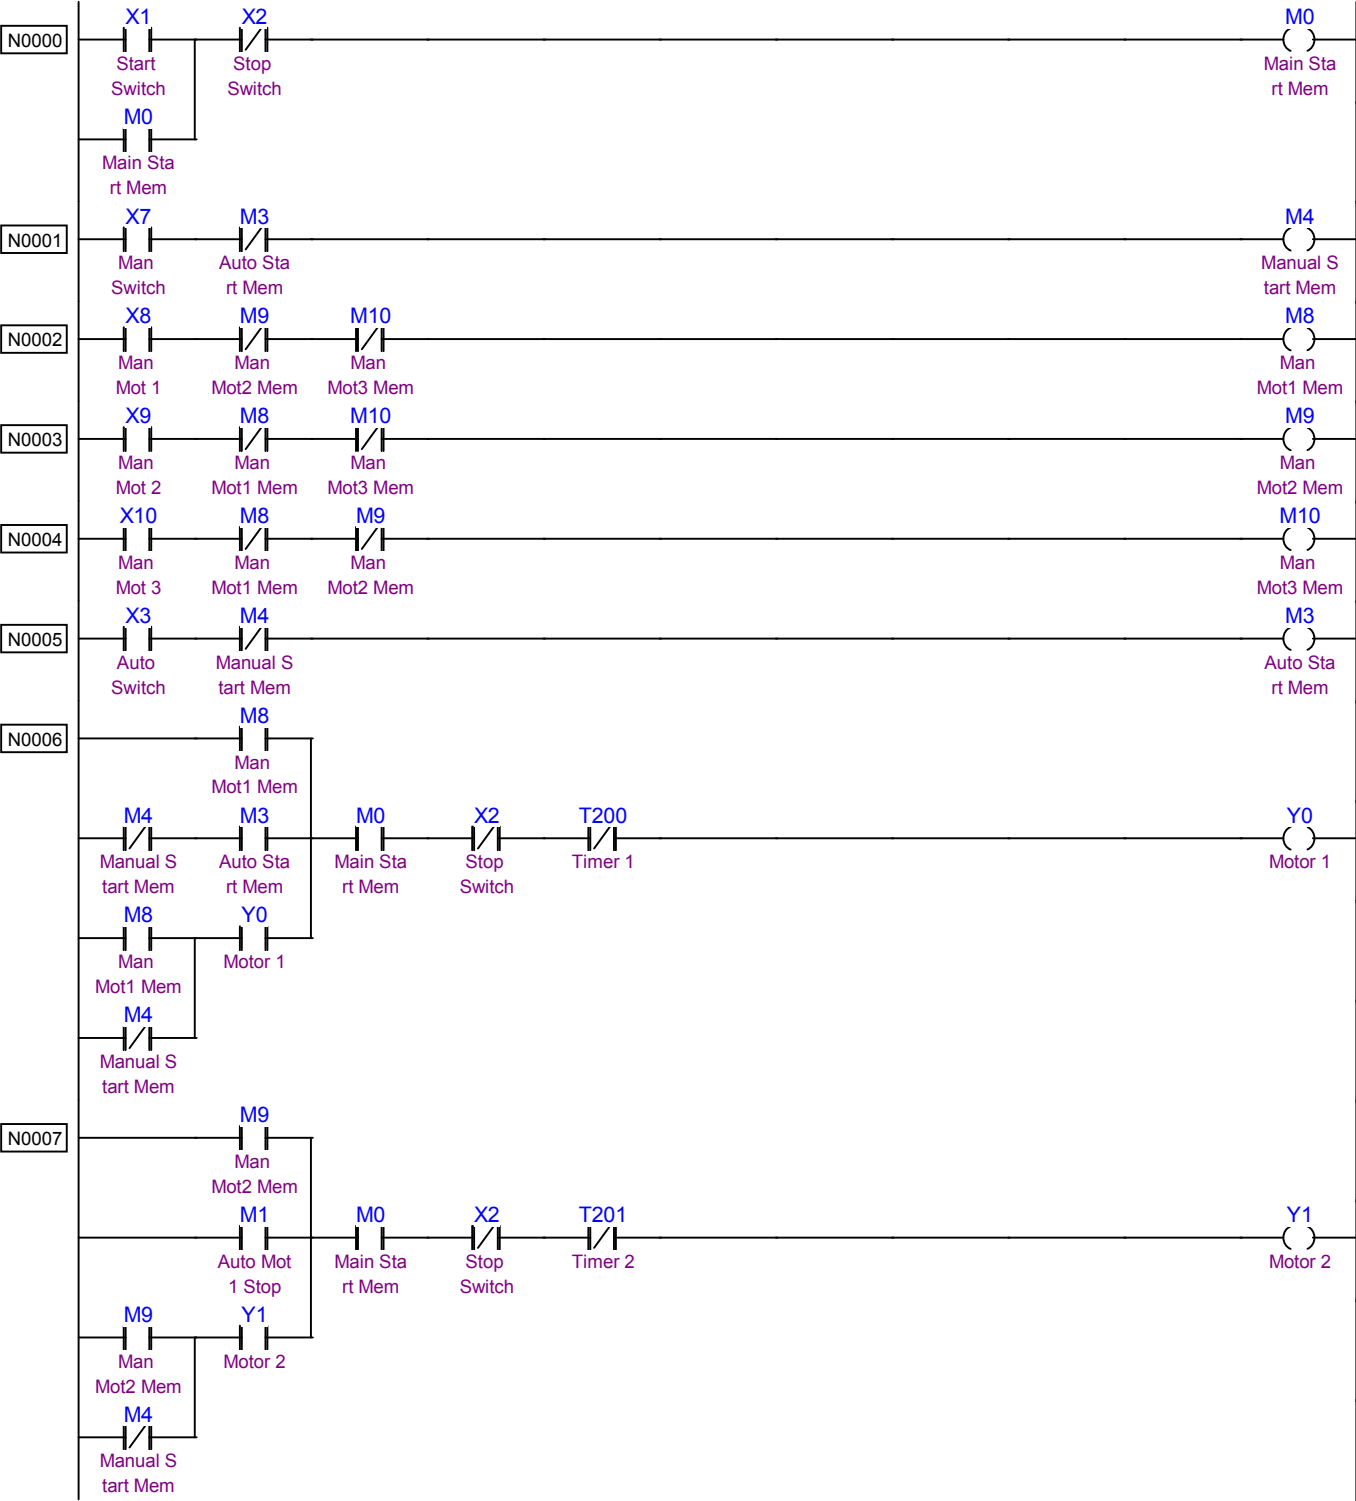 X1 X2 M0
N0000
Start Stop Main Sta
Switch Switch rt Mem
M0
Main Sta
rt Mem
X7 M3 M4
N0001
Man Auto Sta Manual S
Switch rt Mem tart Mem
X8 M9 M10 M8
N0002
Man Man Man Man
Mot 1 Mot2 Mem Mot3 Mem Mot1 Mem
X9 M8 M10 M9
N0003
Man Man Man Man
Mot 2 Mot1 Mem Mot3 Mem Mot2 Mem
X10 M8 M9 M10
N0004
Man Man Man Man
Mot 3 Mot1 Mem Mot2 Mem Mot3 Mem
X3 M4 M3
N0005
Auto Manual S Auto Sta
Switch tart Mem rt Mem
M8
N0006
Man
Mot1 Mem
M4 M3 M0 X2 T200 Y0
Manual S Auto Sta Main Sta Stop Timer 1 Motor 1
tart Mem rt Mem rt Mem Switch
M8 Y0
Man Motor 1
Mot1 Mem
M4
Manual S
tart Mem
M9
N0007
Man
Mot2 Mem
M1 M0 X2 T201 Y1
Auto Mot Main Sta Stop Timer 2 Motor 2
1 Stop rt Mem Switch
M9 Y1
Man Motor 2
Mot2 Mem
M4
Manual S
tart Mem